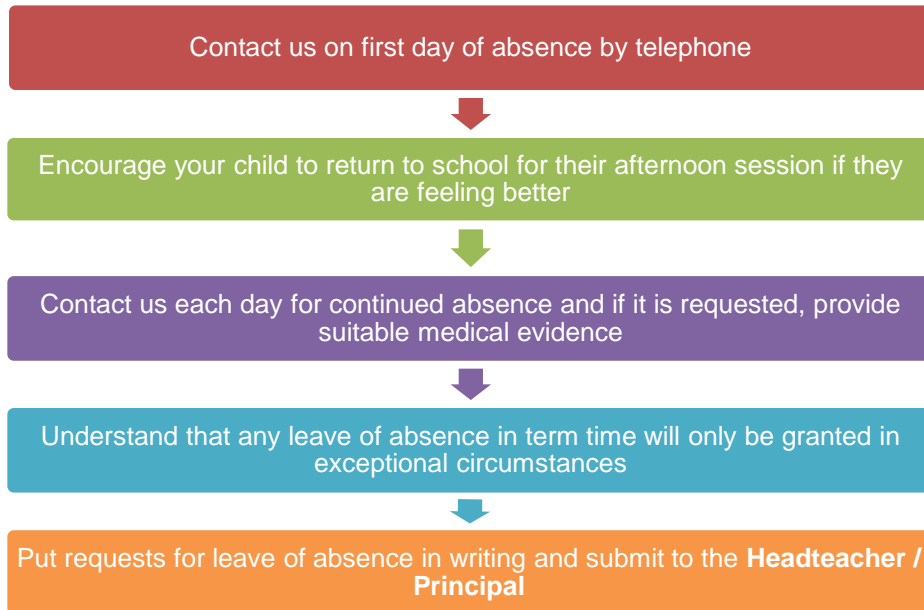 Contact us on first day of absence by telephone
Encourage your child to return to school for their afternoon session if they
are feeling better
Contact us each day for continued absence and if it is requested, provide
suitable medical evidence
Understand that any leave of absence in term time will only be granted in
exceptional circumstances
Put requests for leave of absence in writing and submit to the Headteacher /
Principal